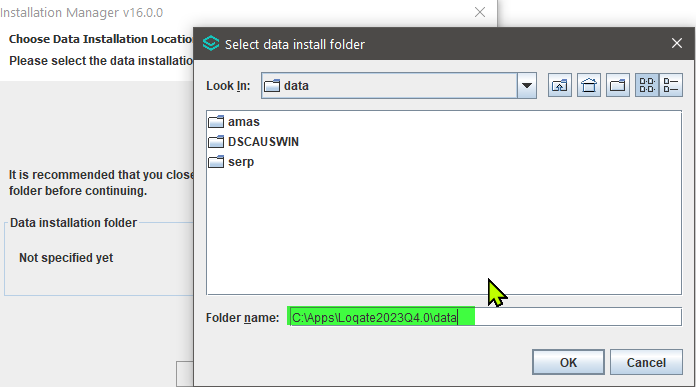 Installation Manager v16.0.0
Choose Data Installation Locatio
Please select the data installatio
Select data install folder
Look In:
data
amas
DSCAUSWIN
serp
It is recommended that you close
folder before continuing.
Data installation folder
Not specified yet
Folder name:
C:\Apps\Loqate2023Q4.0\data
OK
Cancel